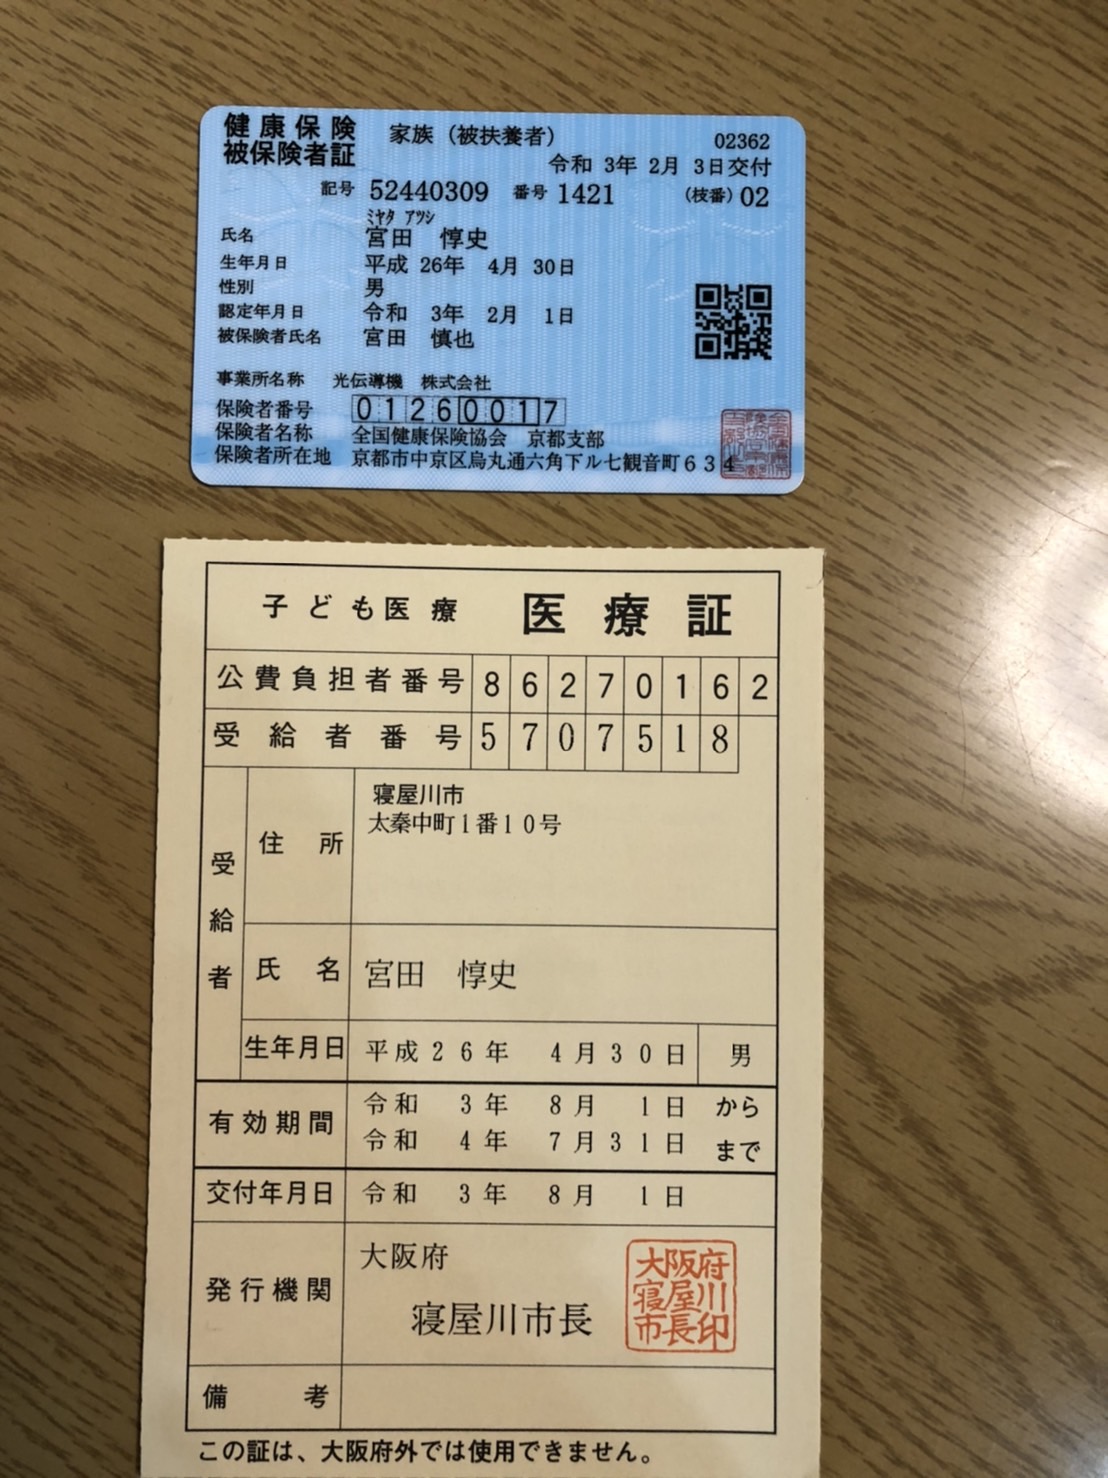 健康保険 家族（被扶養者） 02362
被保険者証 令和 3年 2月 3日交付
記号 52440309 番号 1421 (枝番) 02
ﾐﾔﾀ ｱﾂｼ
氏名 宮田 惇史
生年月日 平成 26年 4月 30日
性別 男
認定年月日 令和 3年 2月 1日
被保険者氏名 宮田 慎也
事業所名称 光伝導機 株式会社
保険者番号 01260017
保険者名称 全国健康保険協会 京都支部
保険者所在地 京都市中京区烏丸通六角下ル七観音町６３４
子ども医療 医療証
公費負担者番号 86270162
受給者番号 5707518
受給者
住所 寝屋川市
太秦中町１番１０号
氏名 宮田 惇史
生年月日 平成２６年 ４月３０日 男
有効期間 令和 ３年 ８月 １日 から
令和 ４年 ７月３１日 まで
交付年月日 令和 ３年 ８月 １日
発行機関 大阪府
寝屋川市長
大阪府
寝屋川
市長印
備考
この証は、大阪府外では使用できません。